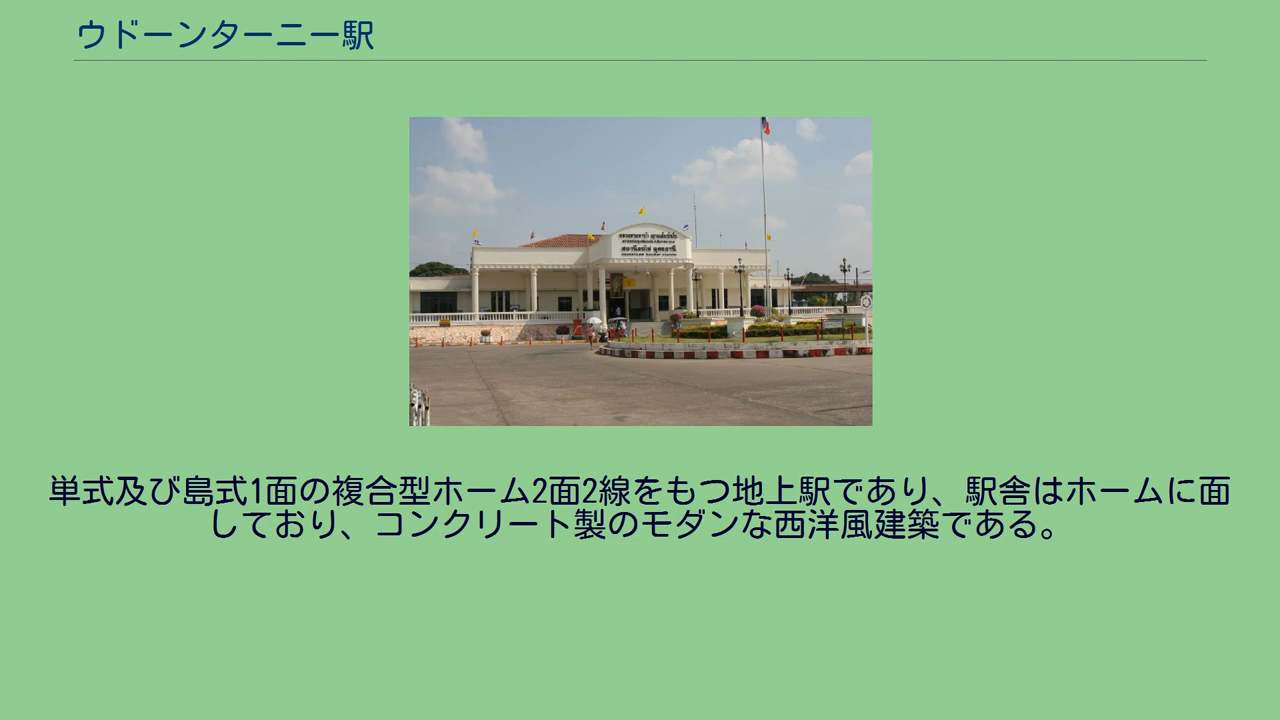 ウドーンターニー駅
単式及び島式1面の複合型ホーム2面2線をもつ地上駅であり、駅舎はホームに面
しており、コンクリート製のモダンな西洋風建築である。